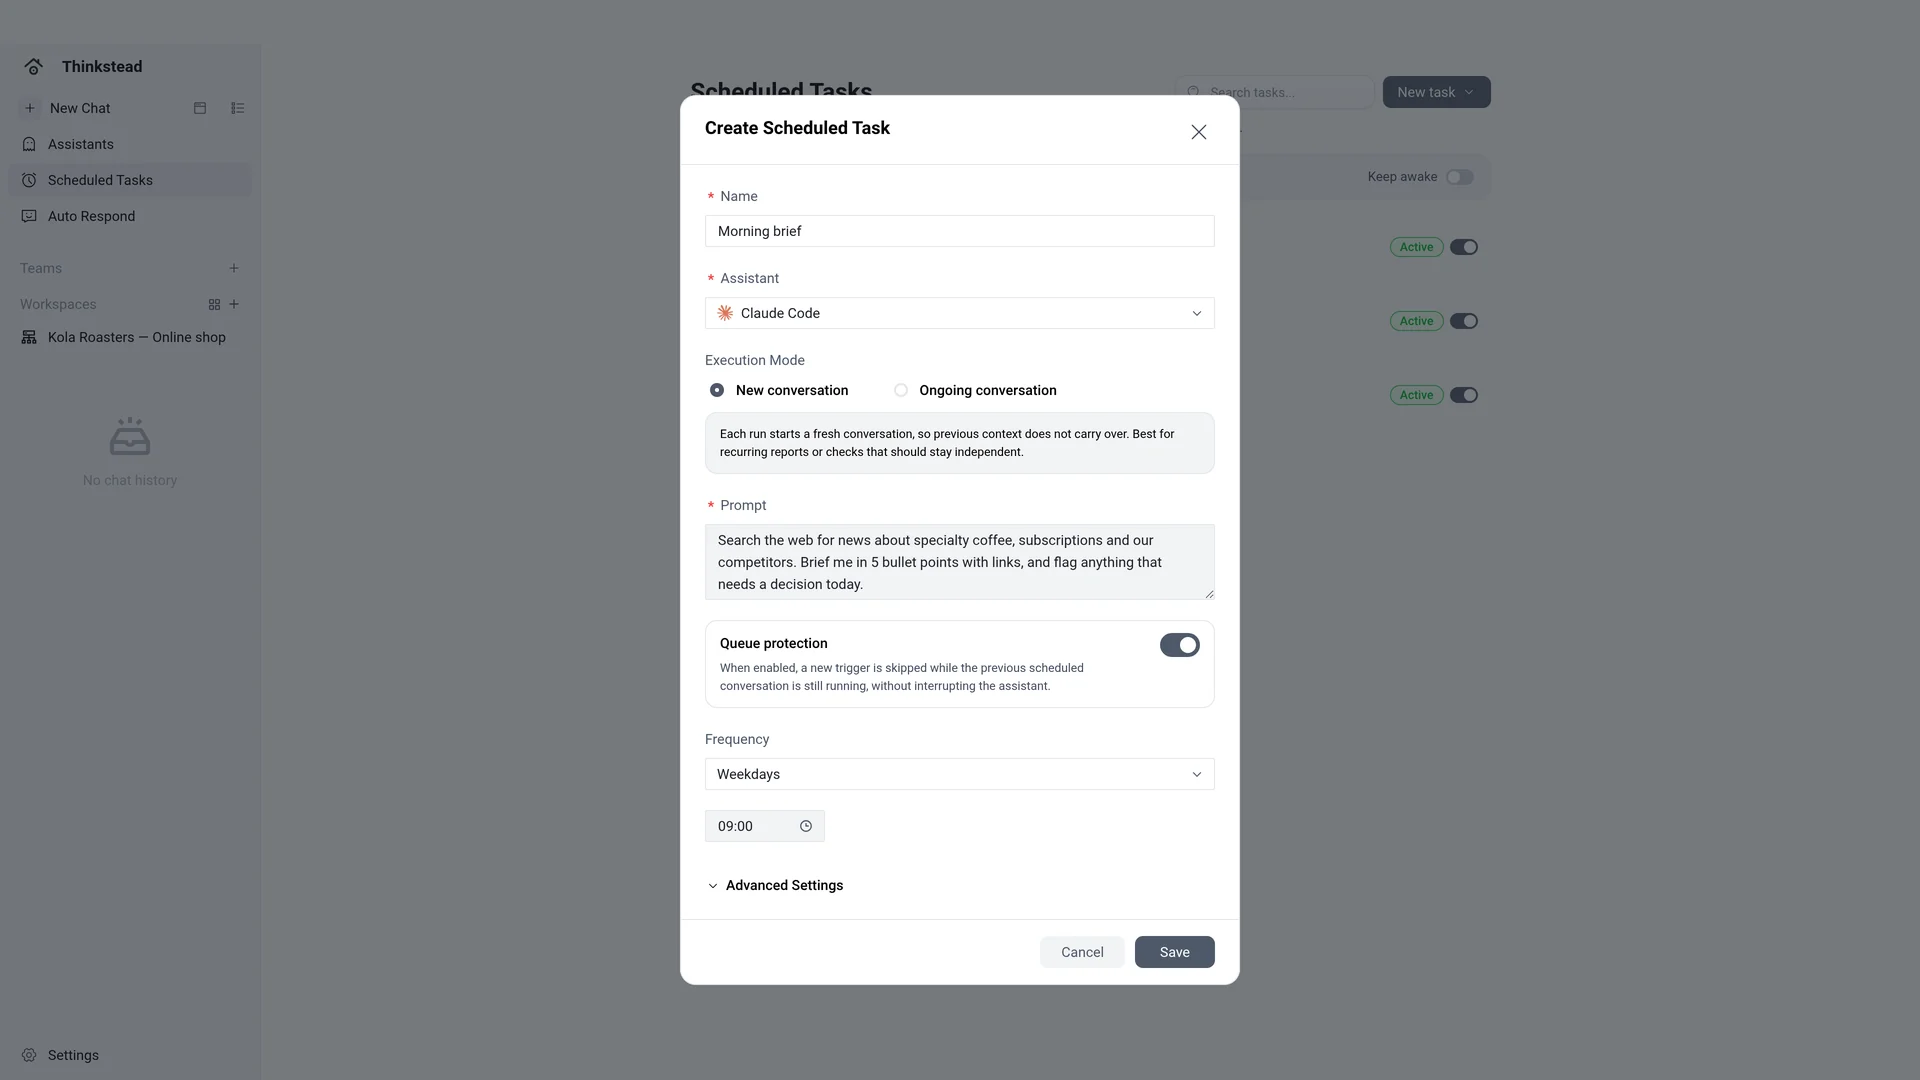 Thinkstead
New Chat
Assistants
Scheduled Tasks
Auto Respond
Teams
Workspaces
Kola Roasters — Online shop
No chat history
Settings
Scheduled Tasks
Search tasks...
New task
Keep awake
Active
Active
Active
Create Scheduled Task
* Name
Morning brief
* Assistant
Claude Code
Execution Mode
New conversation
Ongoing conversation
Each run starts a fresh conversation, so previous context does not carry over. Best for
recurring reports or checks that should stay independent.
* Prompt
Search the web for news about specialty coffee, subscriptions and our
competitors. Brief me in 5 bullet points with links, and flag anything that
needs a decision today.
Queue protection
When enabled, a new trigger is skipped while the previous scheduled
conversation is still running, without interrupting the assistant.
Frequency
Weekdays
09:00
Advanced Settings
Cancel
Save